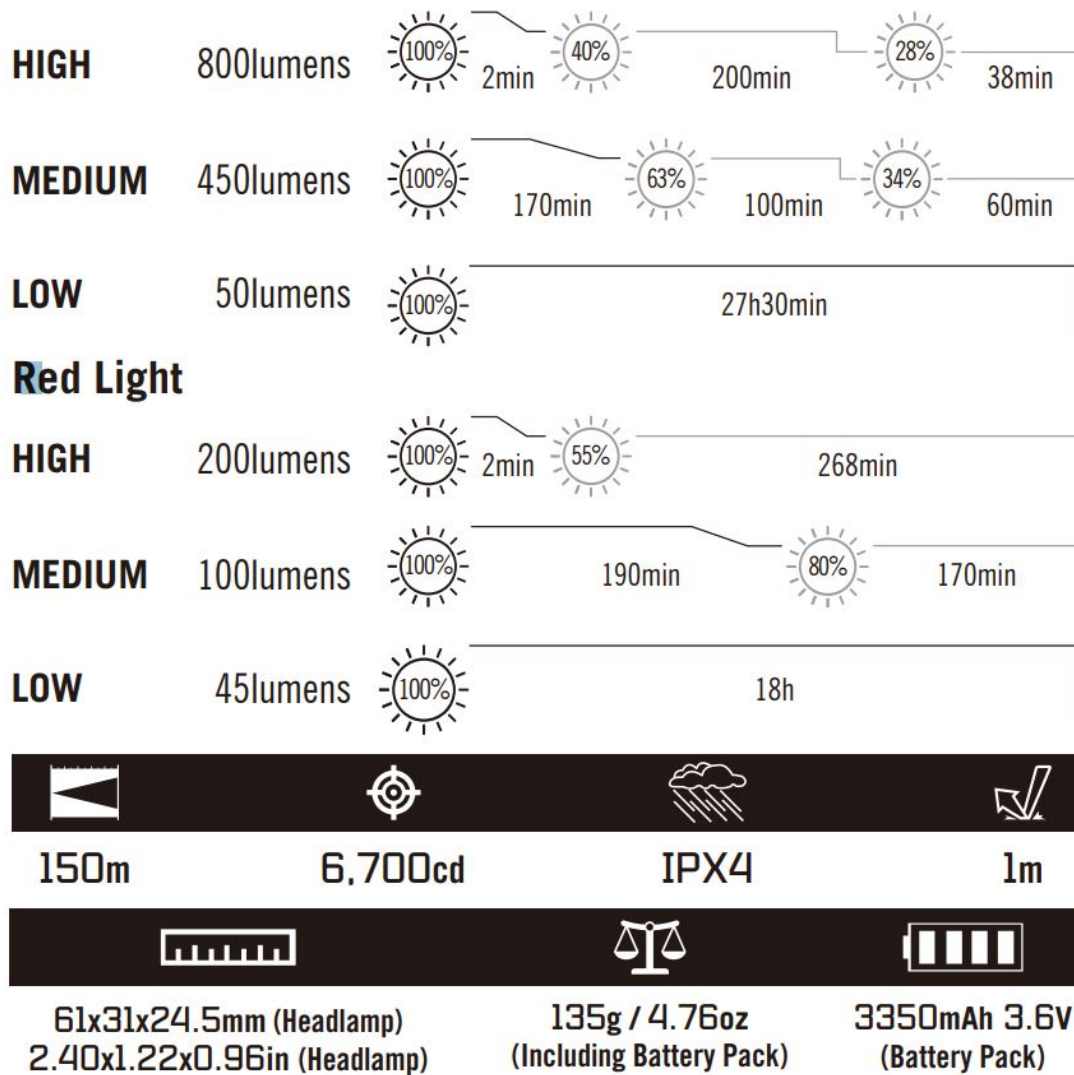 HIGH 800lumens 100% 2min 40% 200min 28% 38min
MEDIUM 450lumens 100% 170min 63% 100min 34% 60min
LOW 50lumens 100% 27h30min
Red Light
HIGH 200lumens 100% 2min 55% 268min
MEDIUM 100lumens 100% 190min 80% 170min
LOW 45lumens 100% 18h
150m 6,700cd IPX4 1m
61x31x24.5mm (Headlamp) 135g / 4.76oz 3350mAh 3.6V
2.40x1.22x0.96in (Headlamp) (Including Battery Pack) (Battery Pack)